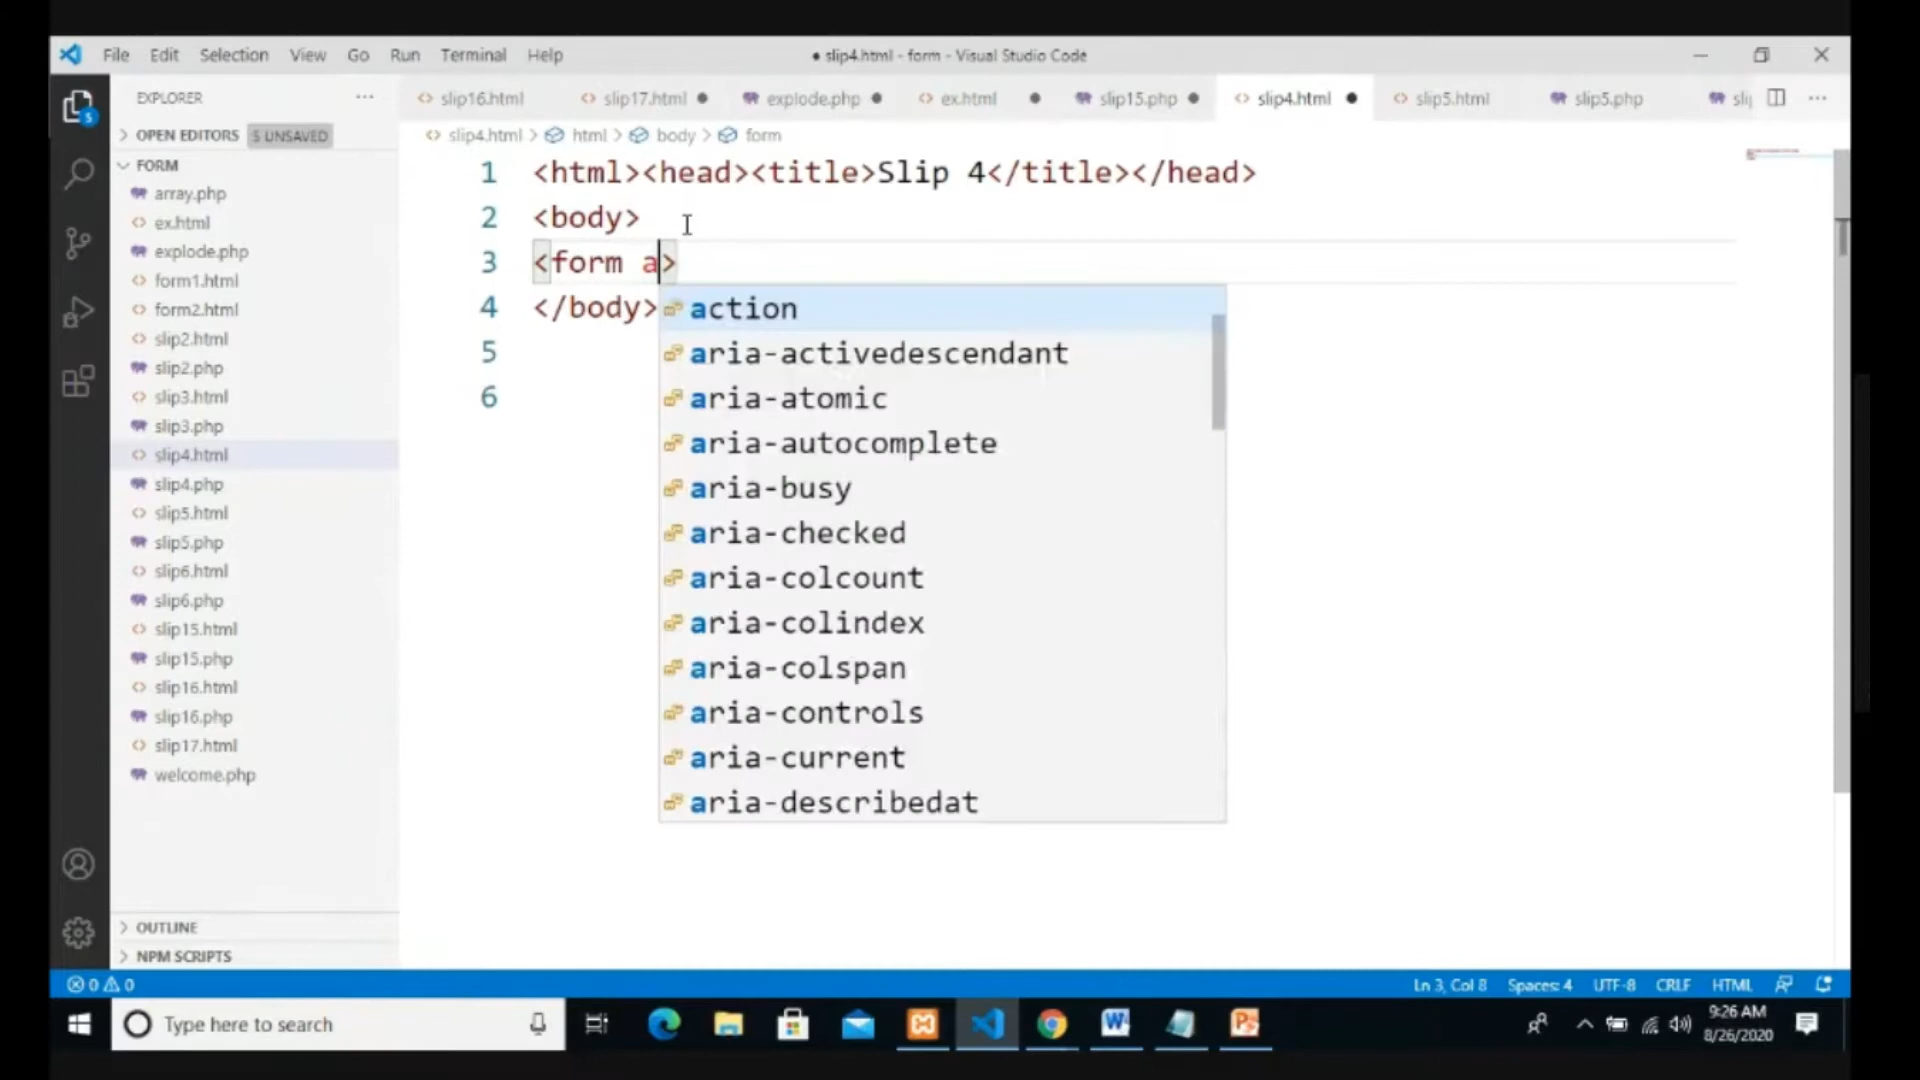 File Edit Selection View Go Run Terminal Help
● slip4.html - form - Visual Studio Code
EXPLORER
slip16.html slip17.html explode.php ex.html slip15.php slip4.html slip5.html slip5.php
OPEN EDITORS 5 UNSAVED
slip4.html > html > body > form
FORM
array.php
ex.html
explode.php
form1.html
form2.html
slip2.html
slip2.php
slip3.html
slip3.php
slip4.html
slip4.php
slip5.html
slip5.php
slip6.html
slip6.php
slip15.html
slip15.php
slip16.html
slip16.php
slip17.html
welcome.php
OUTLINE
NPM SCRIPTS
1 <html><head><title>Slip 4</title></head>
2 <body>
3 <form a>
4 </body>
5
6
action
aria-activedescendant
aria-atomic
aria-autocomplete
aria-busy
aria-checked
aria-colcount
aria-colindex
aria-colspan
aria-controls
aria-current
aria-describedat
0 0 Ln 3, Col 8 Spaces: 4 UTF-8 CRLF HTML
Type here to search
9:26 AM
8/26/2020